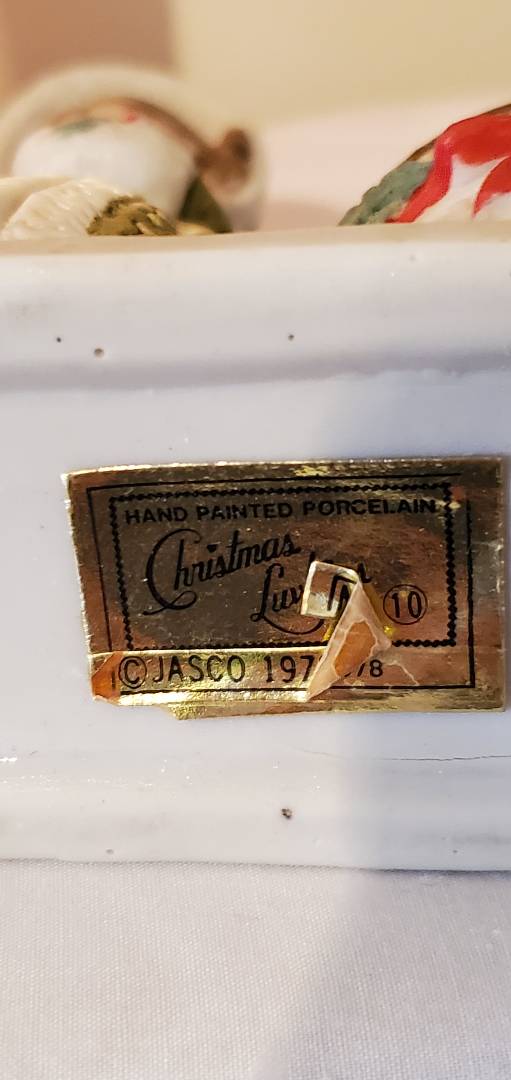 HAND PAINTED PORCELAIN
Christmas
10
© JASCO 197 /78